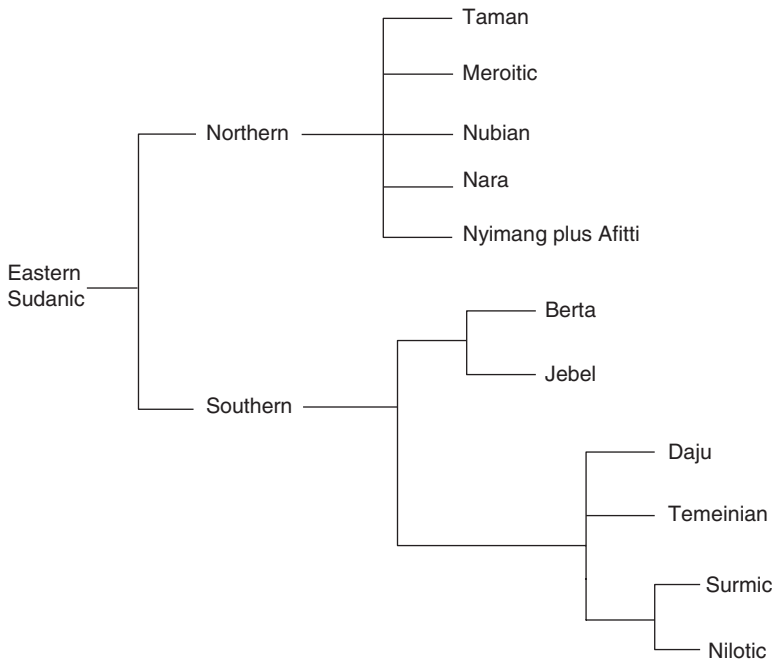 Taman
Meroitic
Northern
Nubian
Nara
Nyimang plus Afitti
Eastern
Sudanic
Berta
Jebel
Southern
Daju
Temeinian
Surmic
Nilotic